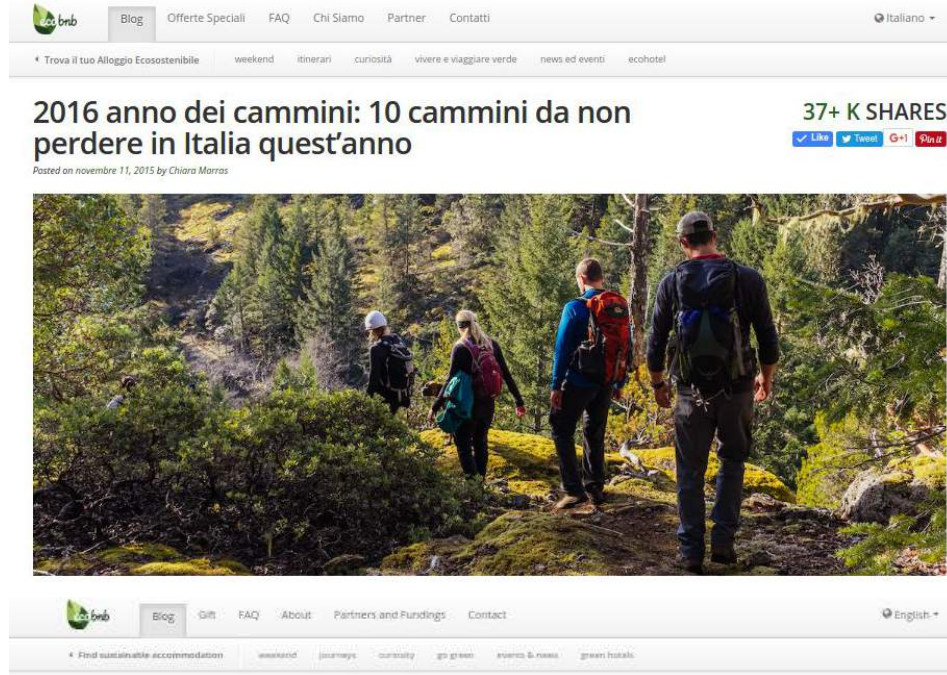 ecobnb Blog Offerte Speciali FAQ Chi Siamo Partner Contatti Italiano
Trova il tuo Alloggio Ecosostenibile weekend itinerari curiosità vivere e viaggiare verde news ed eventi ecohotel
2016 anno dei cammini: 10 cammini da non
perdere in Italia quest'anno
37+ K SHARES
Like Tweet G+1 Pin it
Posted on novembre 11, 2015 by Chiara Marras
ecobnb Blog Gift FAQ About Partners and Fundings Contact English
Find sustainable accommodation weekend journeys curiosity go green events & news green hotels